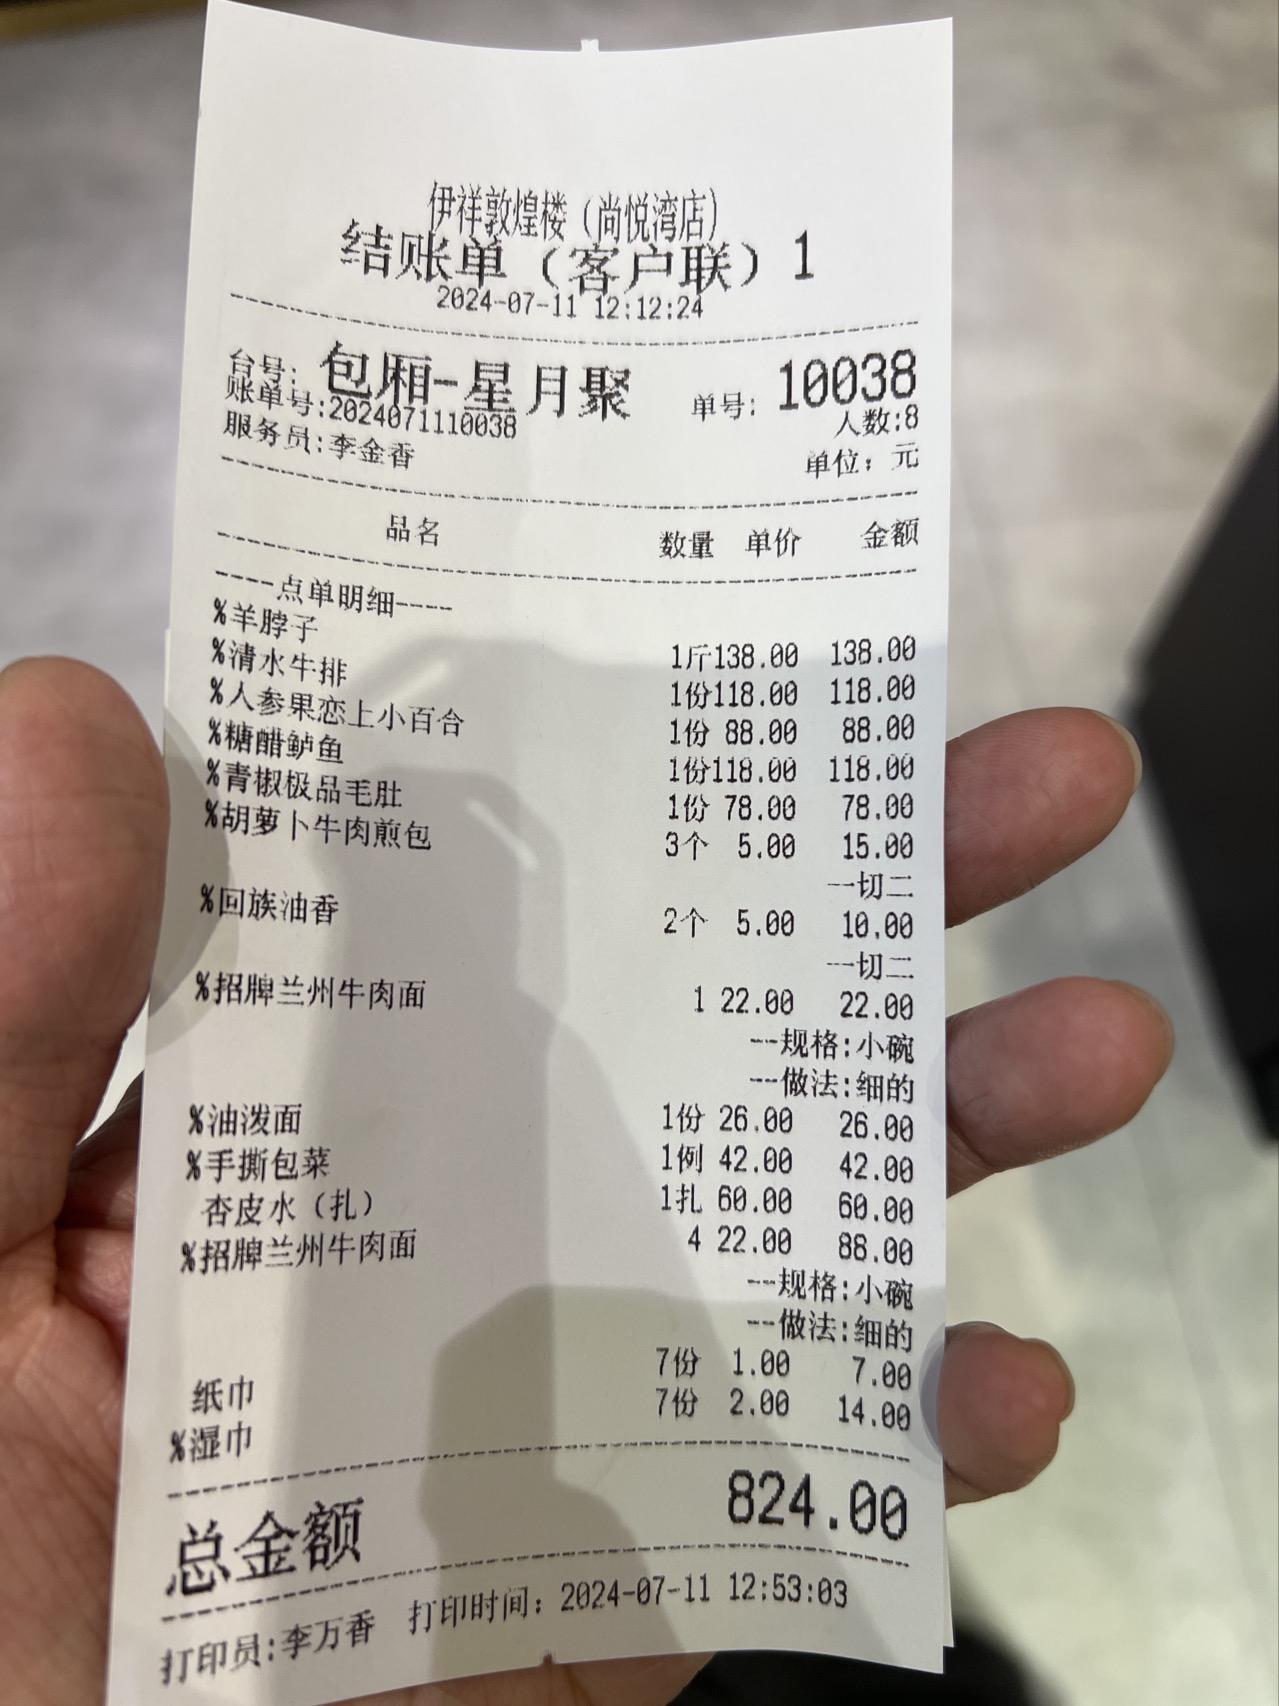 伊祥敦煌楼（尚悦湾店）
结账单（客户联）1
2024-07-11 12:12:24
台号: 包厢-星月聚 单号: 10038
账单号:2024071110038 人数:8
服务员:李金香 单位: 元
品名 数量 单价 金额
----点单明细----
%羊脖子 1斤138.00 138.00
%清水牛排 1份118.00 118.00
%人参果恋上小百合 1份 88.00 88.00
%糖醋鲈鱼 1份118.00 118.00
%青椒极品毛肚 1份 78.00 78.00
%胡萝卜牛肉煎包 3个 5.00 15.00
一切二
%回族油香 2个 5.00 10.00
一切二
%招牌兰州牛肉面 1 22.00 22.00
--规格:小碗
--做法:细的
%油泼面 1份 26.00 26.00
%手撕包菜 1例 42.00 42.00
杏皮水（扎） 1扎 60.00 60.00
%招牌兰州牛肉面 4 22.00 88.00
--规格:小碗
--做法:细的
纸巾 7份 1.00 7.00
%湿巾 7份 2.00 14.00
总金额 824.00
打印员:李万香 打印时间: 2024-07-11 12:53:03